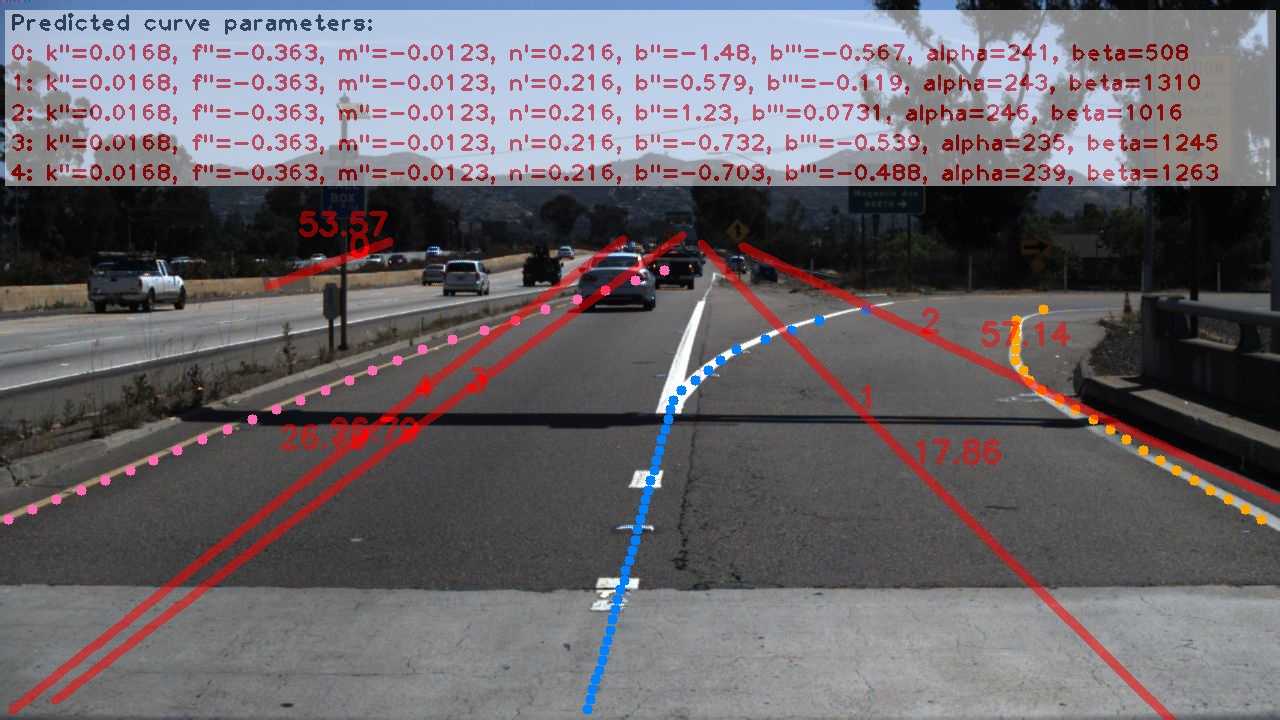 Predicted curve parameters:
0: k''=0.0168, f''=-0.363, m''=-0.0123, n'=0.216, b''=-1.48, b'''=-0.567, alpha=241, beta=508
1: k''=0.0168, f''=-0.363, m''=-0.0123, n'=0.216, b''=0.579, b'''=-0.119, alpha=243, beta=1310
2: k''=0.0168, f''=-0.363, m''=-0.0123, n'=0.216, b''=1.23, b'''=0.0731, alpha=246, beta=1016
3: k''=0.0168, f''=-0.363, m''=-0.0123, n'=0.216, b''=-0.732, b'''=-0.539, alpha=235, beta=1245
4: k''=0.0168, f''=-0.363, m''=-0.0123, n'=0.216, b''=-0.703, b'''=-0.488, alpha=239, beta=1263
CALL
BOX
Magnolia Ave
NORTH →
53.57
0
2
57.14
4
3
1
17.86